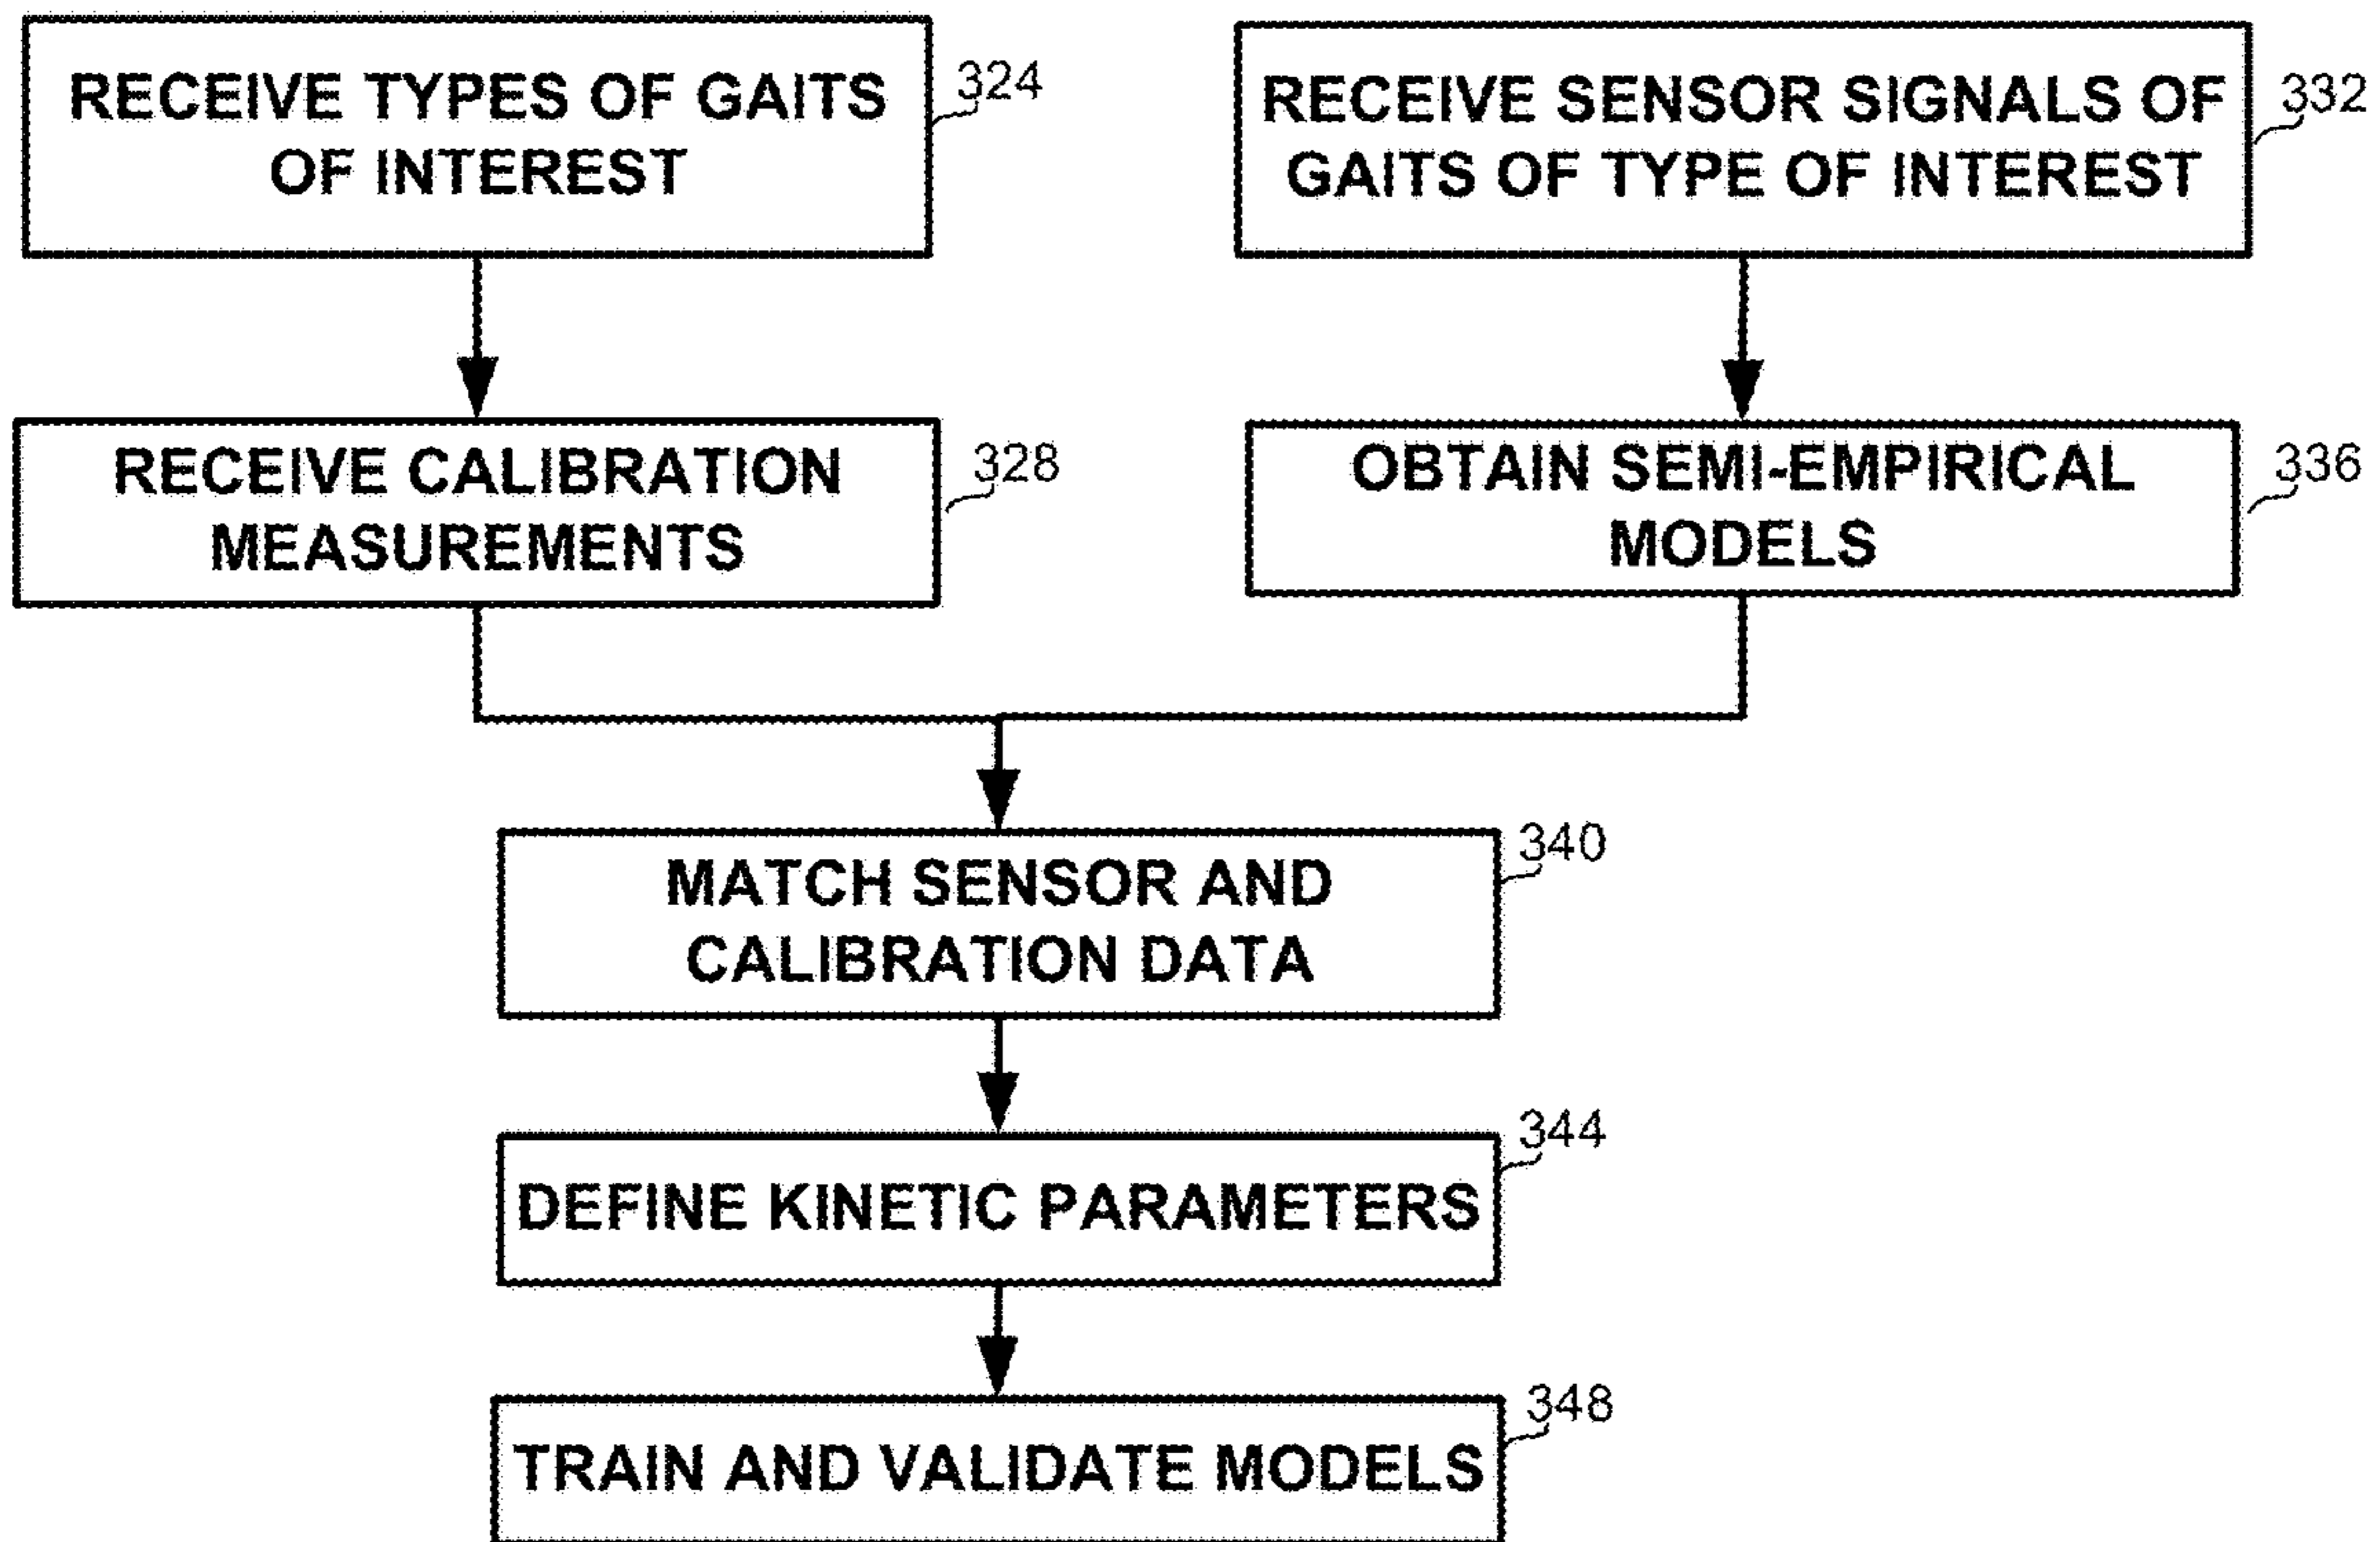 RECEIVE TYPES OF GAITS
OF INTEREST
324
RECEIVE SENSOR SIGNALS OF
GAITS OF TYPE OF INTEREST
332
RECEIVE CALIBRATION
MEASUREMENTS
328
OBTAIN SEMI-EMPIRICAL
MODELS
336
MATCH SENSOR AND
CALIBRATION DATA
340
DEFINE KINETIC PARAMETERS
344
TRAIN AND VALIDATE MODELS
348